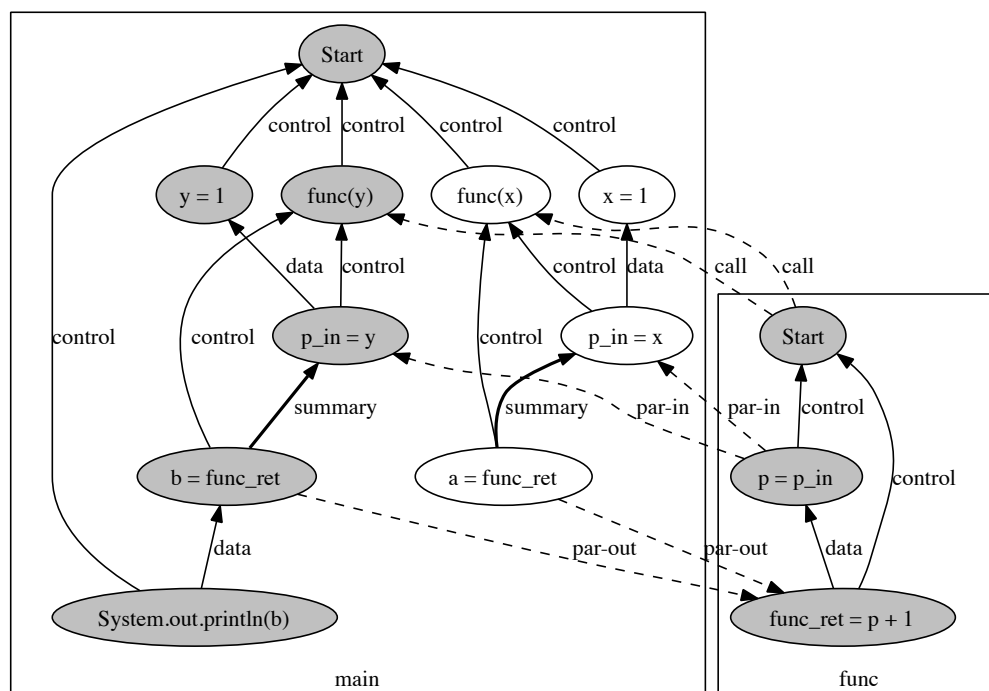 Start
control
control
control
control
y = 1
func(y)
func(x)
x = 1
data
control
control
data
call
call
control
control
control
p_in = y
p_in = x
Start
summary
summary
par-in
par-in
control
b = func_ret
a = func_ret
p = p_in
control
data
par-out
par-out
data
System.out.println(b)
func_ret = p + 1
main
func